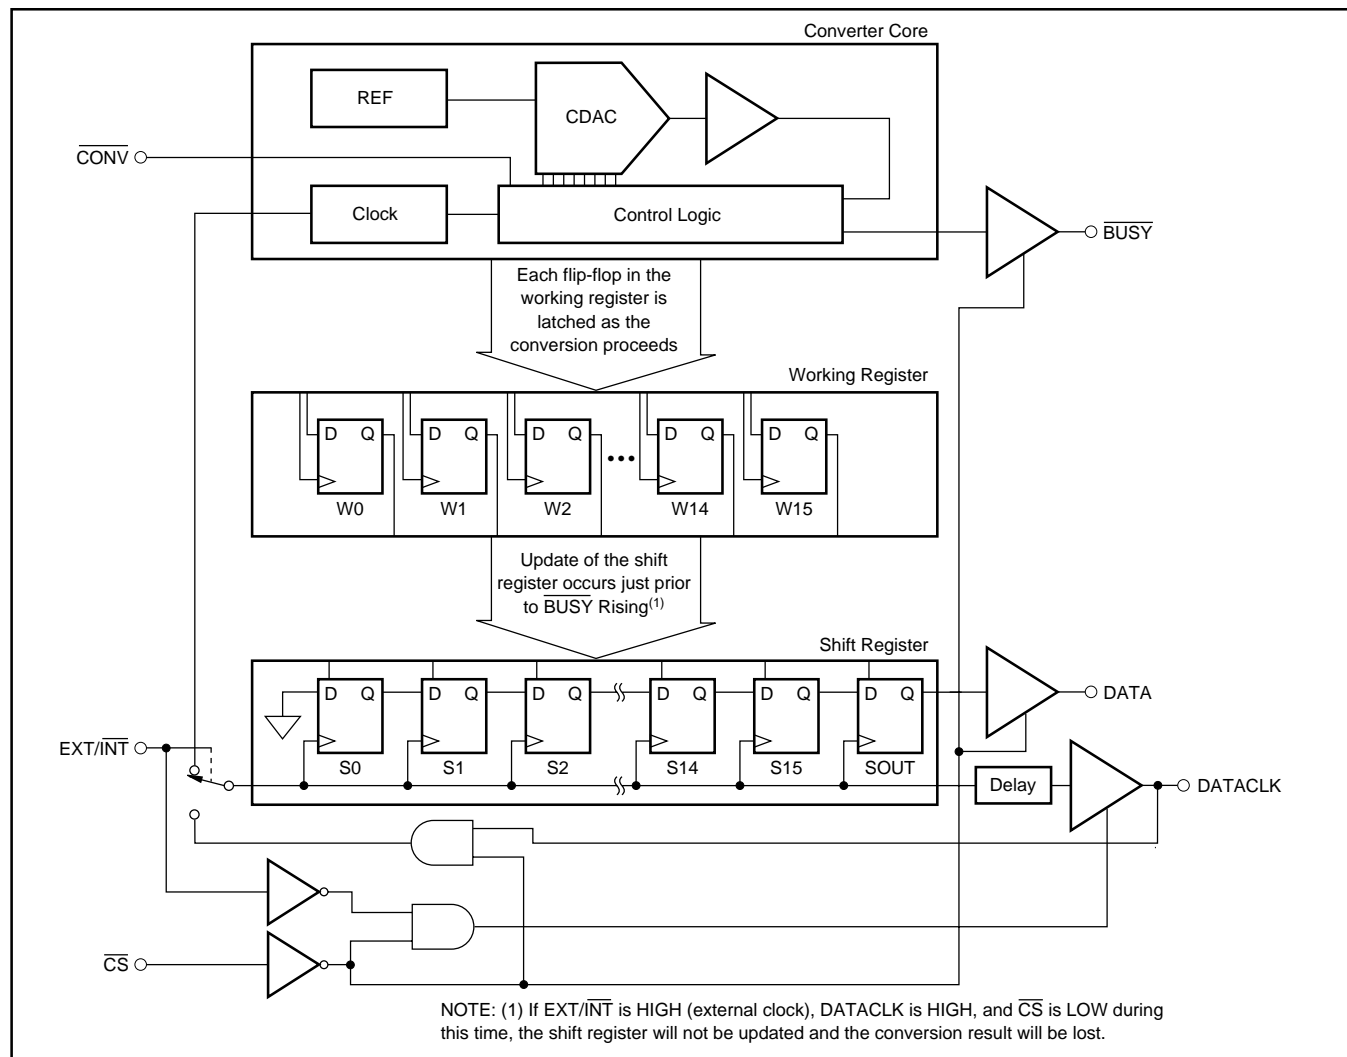 Converter Core
REF
CDAC
CONV
Clock
Control Logic
BUSY
Each flip-flop in the
working register is
latched as the
conversion proceeds
Working Register
D Q D Q D Q ••• D Q D Q
W0 W1 W2 W14 W15
Update of the shift
register occurs just prior
to BUSY Rising(1)
Shift Register
D Q D Q D Q D Q D Q D Q
DATA
EXT/INT
S0 S1 S2 S14 S15 SOUT
Delay
DATACLK
CS
NOTE: (1) If EXT/INT is HIGH (external clock), DATACLK is HIGH, and CS is LOW during
this time, the shift register will not be updated and the conversion result will be lost.